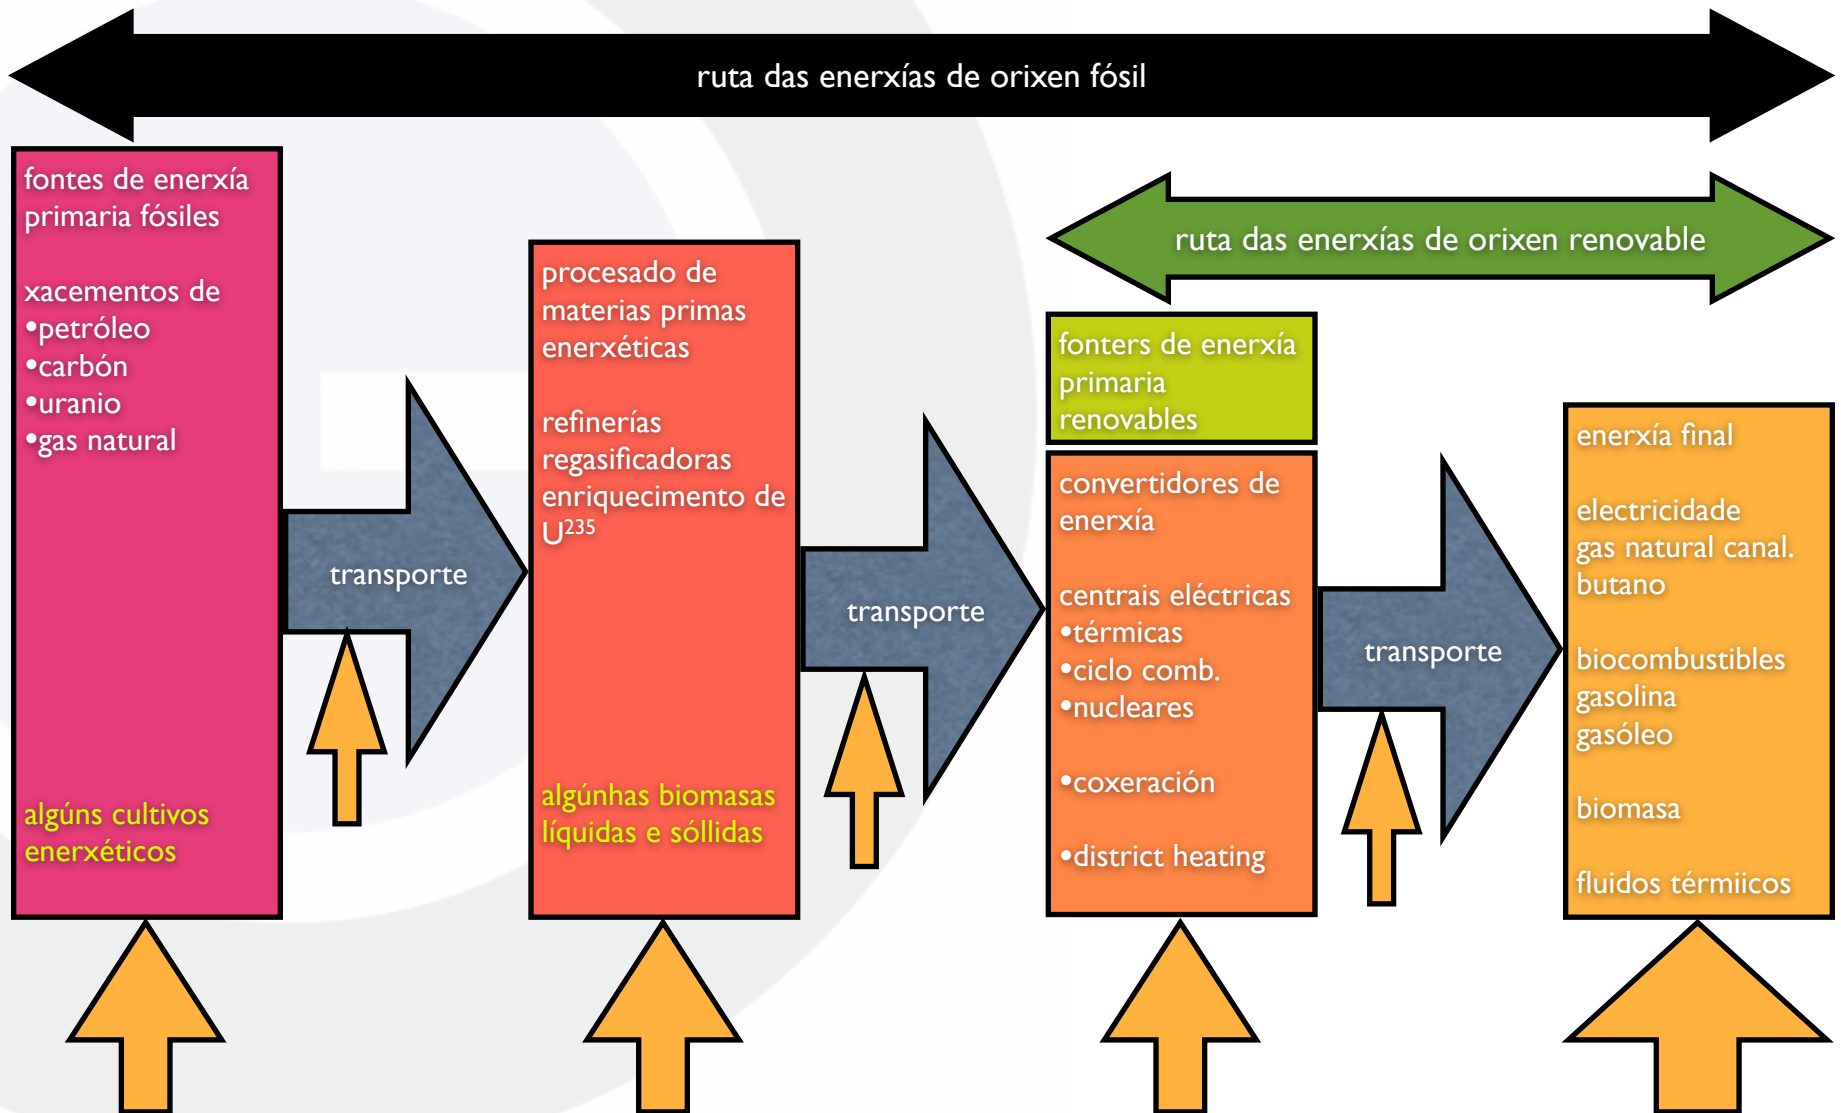 ruta das enerxías de orixen fósil
fontes de enerxía
primaria fósiles
xacementos de
•petróleo
•carbón
•uranio
•gas natural
algúns cultivos
enerxéticos
transporte
procesado de
materias primas
enerxéticas
refinerías
regasificadoras
enriquecimento de
U²³⁵
algúnhas biomasas
líquidas e sóllidas
transporte
ruta das enerxías de orixen renovable
fonters de enerxía
primaria
renovables
convertidores de
enerxía
centrais eléctricas
•térmicas
•ciclo comb.
•nucleares
•coxeración
•district heating
transporte
enerxía final
electricidade
gas natural canal.
butano
biocombustibles
gasolina
gasóleo
biomasa
fluidos térmiicos